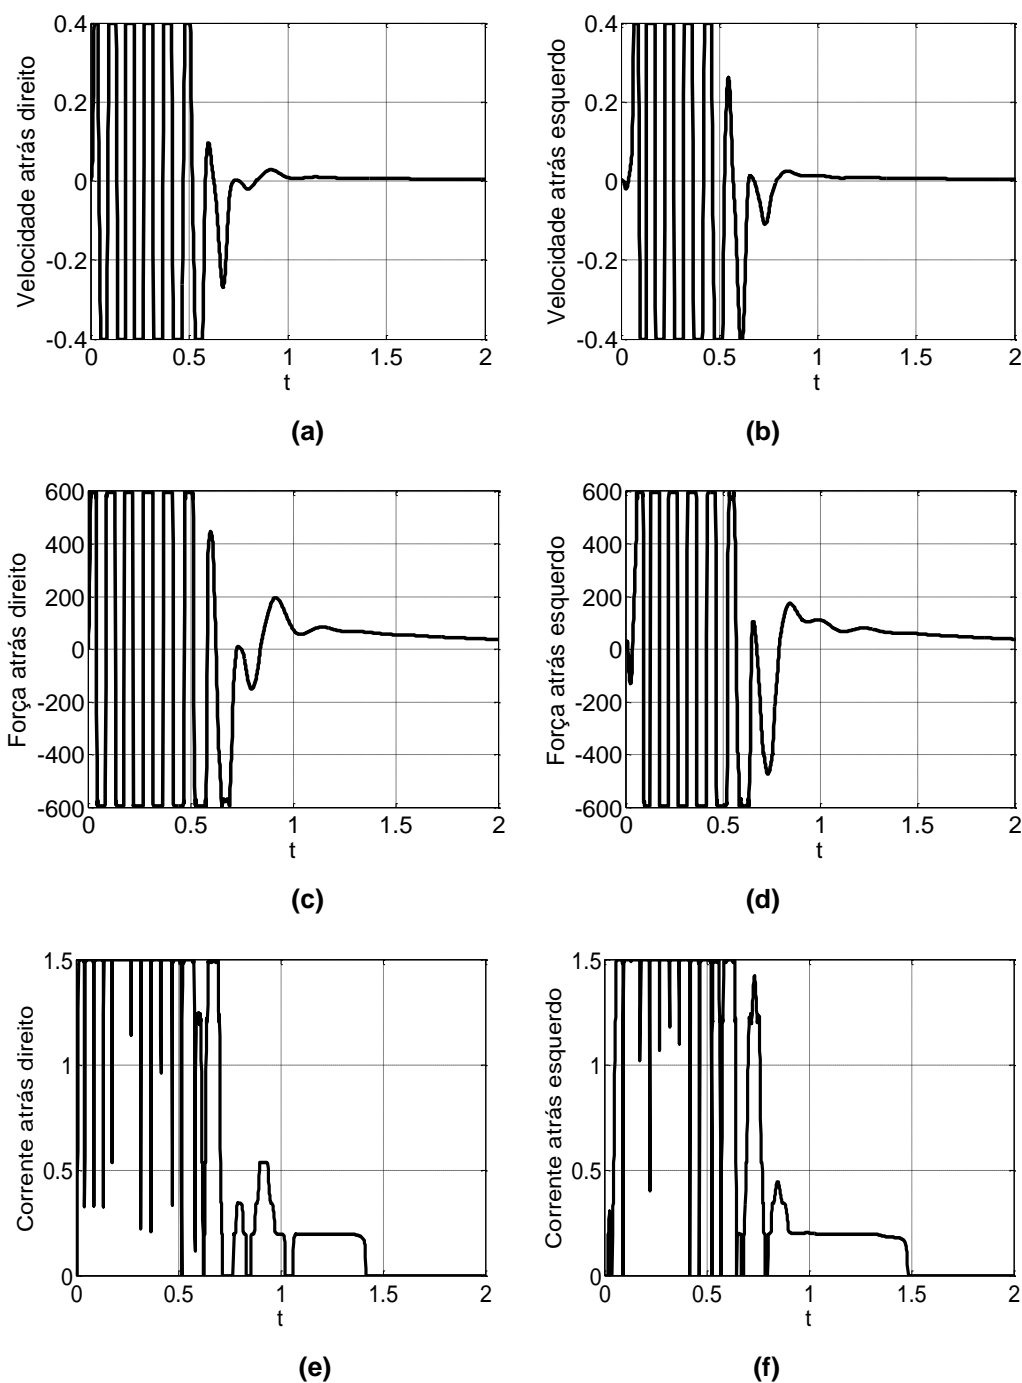 0.4
0.2
0
-0.2
-0.4
0 0.5 1 1.5 2
t
Velocidade atrás direito
(a)
0.4
0.2
0
-0.2
-0.4
0 0.5 1 1.5 2
t
Velocidade atrás esquerdo
(b)
600
400
200
0
-200
-400
-600
0 0.5 1 1.5 2
t
Força atrás direito
(c)
600
400
200
0
-200
-400
-600
0 0.5 1 1.5 2
t
Força atrás esquerdo
(d)
1.5
1
0.5
0
0 0.5 1 1.5 2
t
Corrente atrás direito
(e)
1.5
1
0.5
0
0 0.5 1 1.5 2
t
Corrente atrás esquerdo
(f)